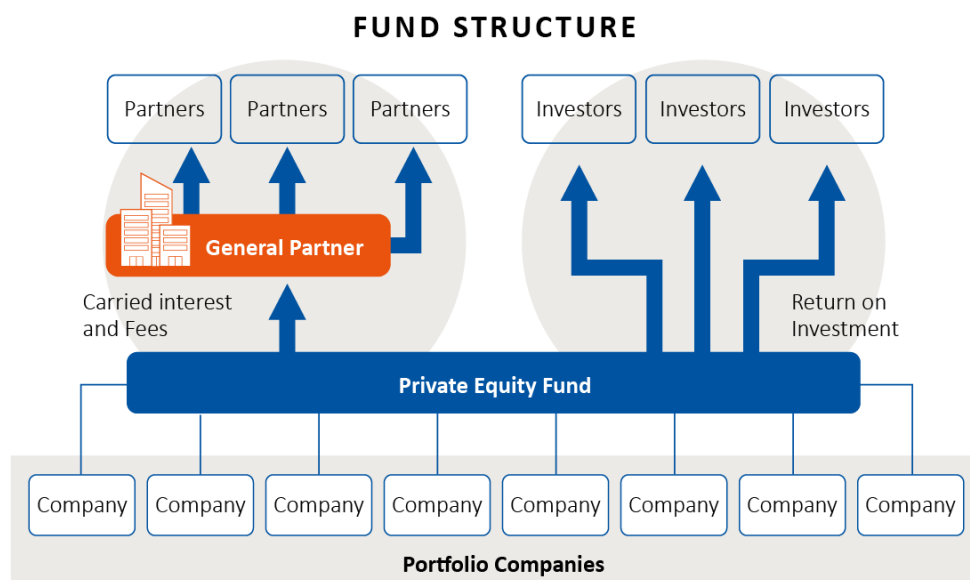 FUND STRUCTURE
Partners
Partners
Partners
Investors
Investors
Investors
General Partner
Carried interest
and Fees
Return on
Investment
Private Equity Fund
Company
Company
Company
Company
Company
Company
Company
Company
Portfolio Companies